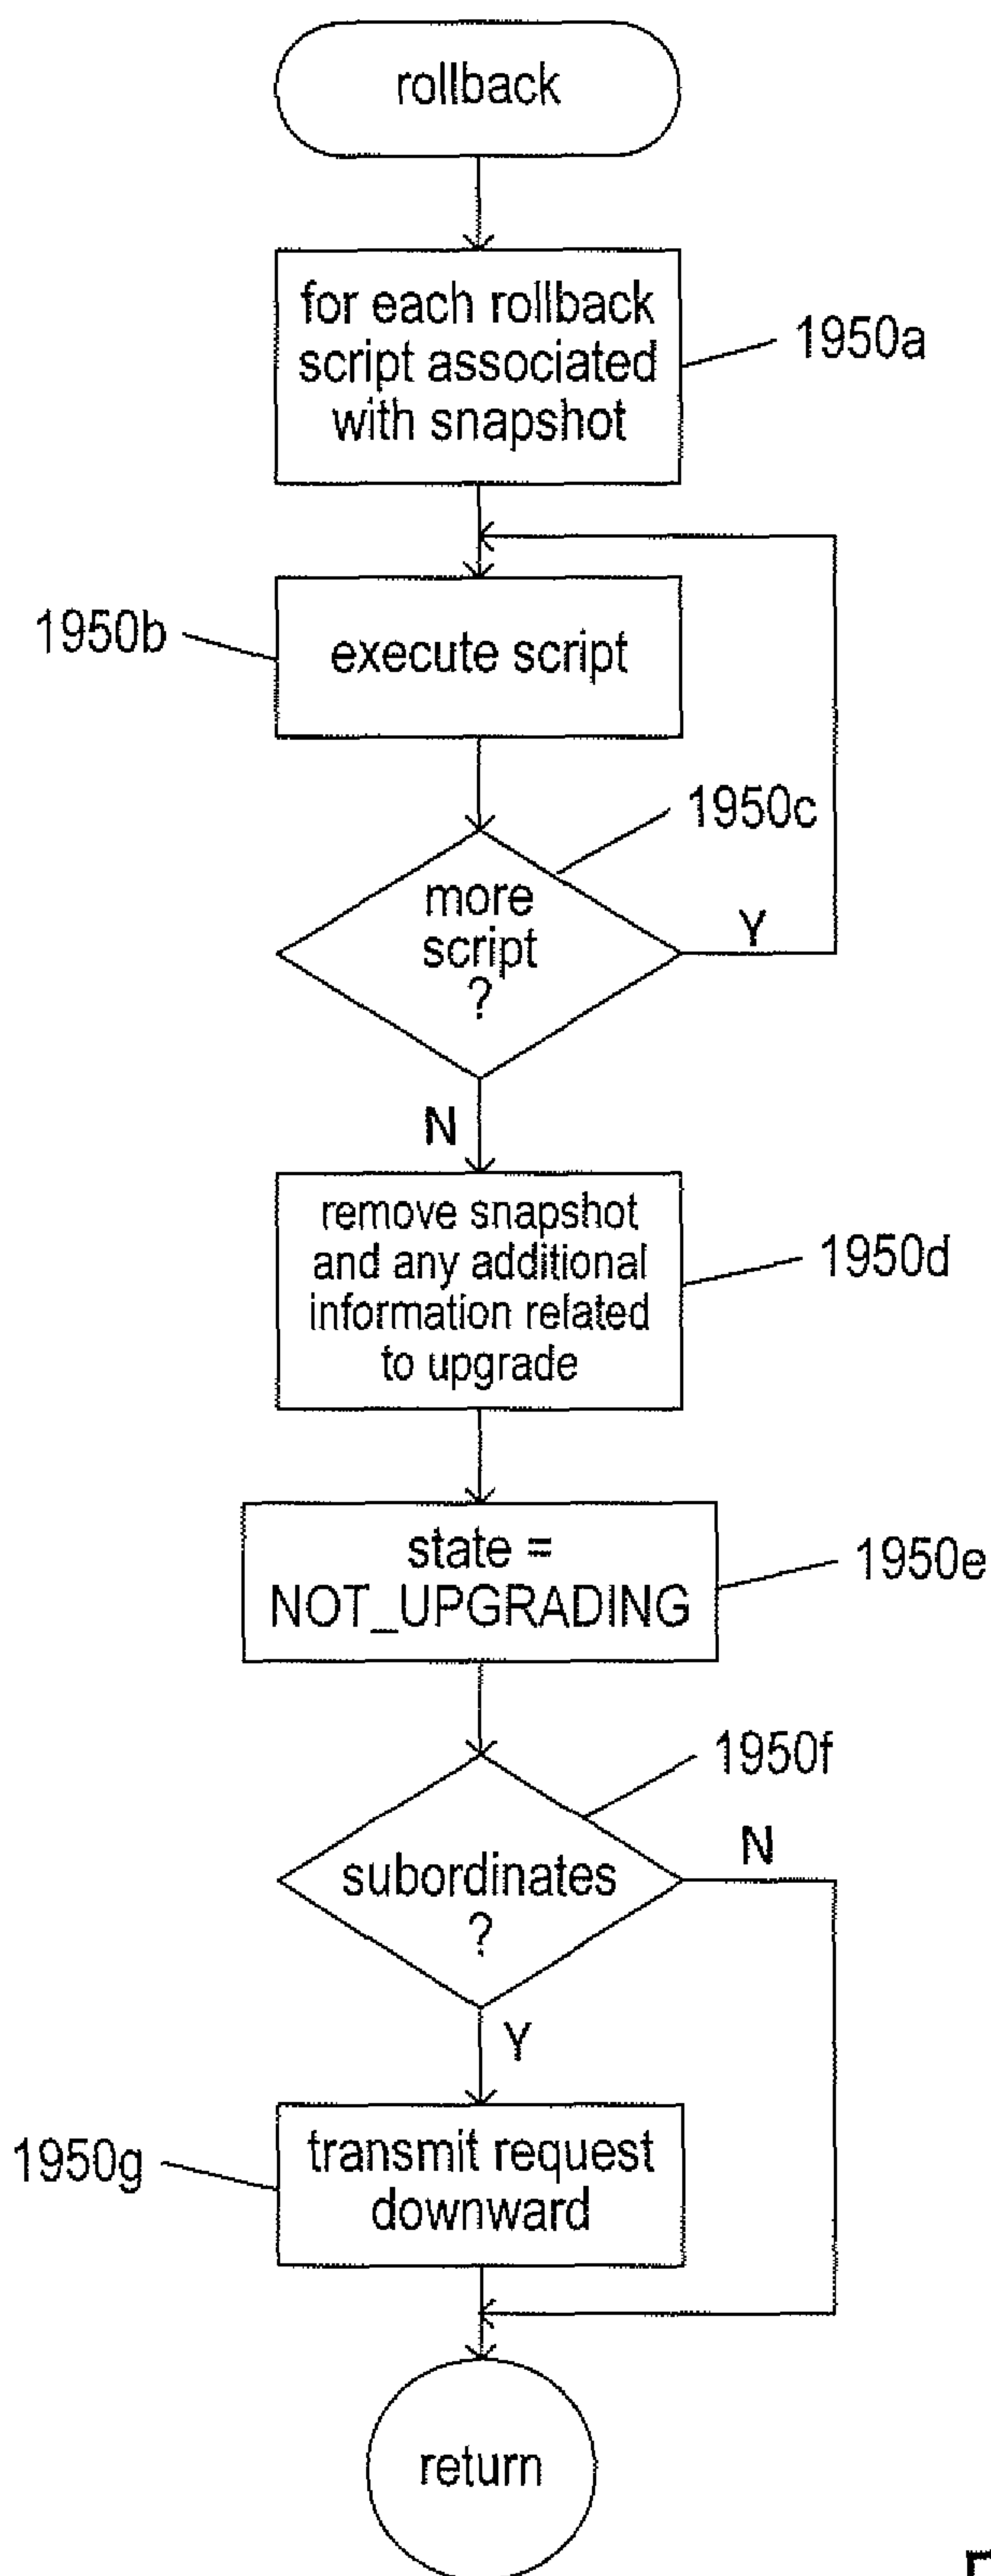 rollback
for each rollback
script associated
with snapshot
1950a
1950b
execute script
1950c
more
script
?
Y
N
remove snapshot
and any additional
information related
to upgrade
1950d
state =
NOT_UPGRADING
1950e
1950f
subordinates
?
N
Y
1950g
transmit request
downward
return